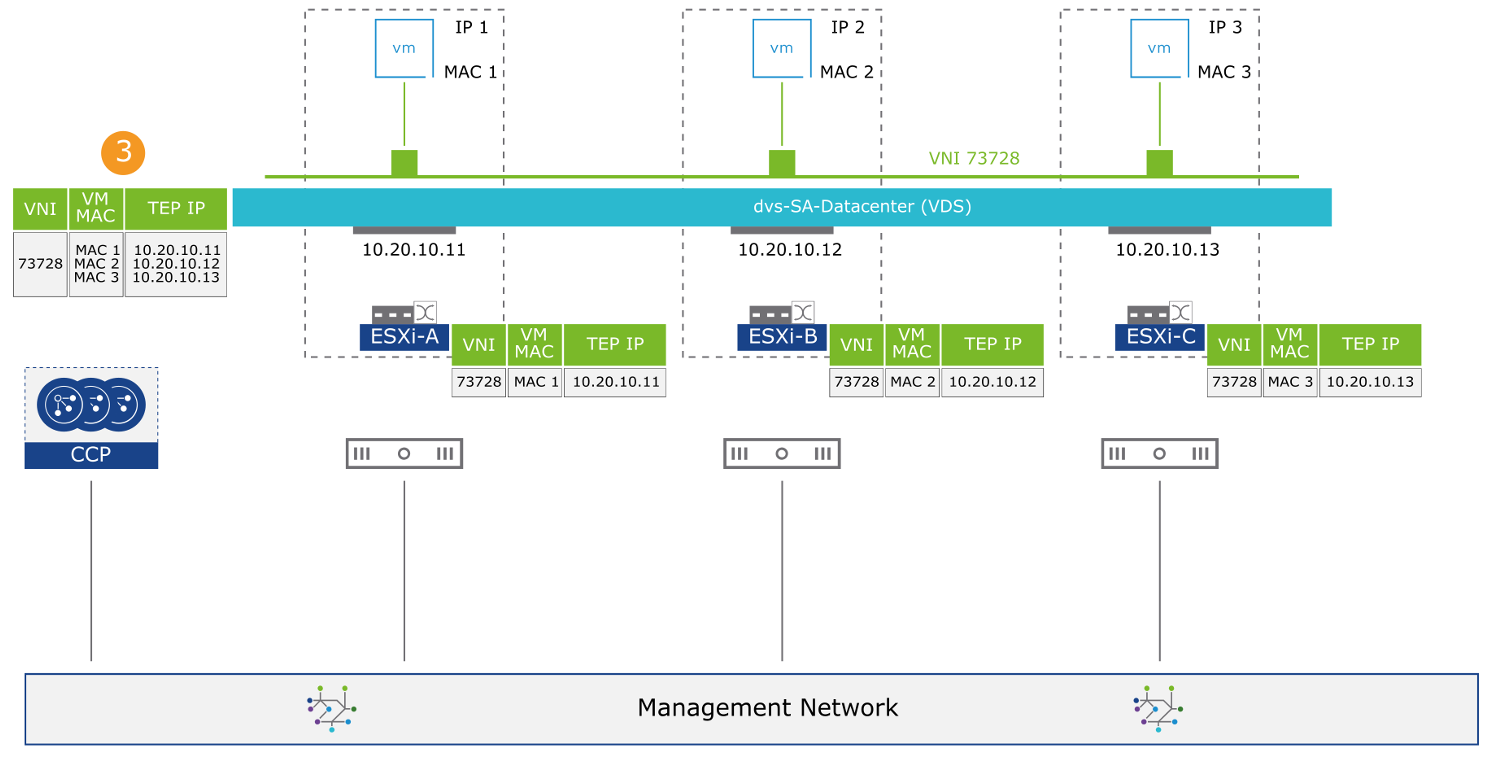 IP 1
vm
MAC 1
IP 2
vm
MAC 2
IP 3
vm
MAC 3
3
VNI 73728
VNI
VM
MAC
TEP IP
73728
MAC 1
MAC 2
MAC 3
10.20.10.11
10.20.10.12
10.20.10.13
dvs-SA-Datacenter (VDS)
10.20.10.11
10.20.10.12
10.20.10.13
ESXi-A
VNI
VM
MAC
TEP IP
73728
MAC 1
10.20.10.11
ESXi-B
VNI
VM
MAC
TEP IP
73728
MAC 2
10.20.10.12
ESXi-C
VNI
VM
MAC
TEP IP
73728
MAC 3
10.20.10.13
CCP
Management Network